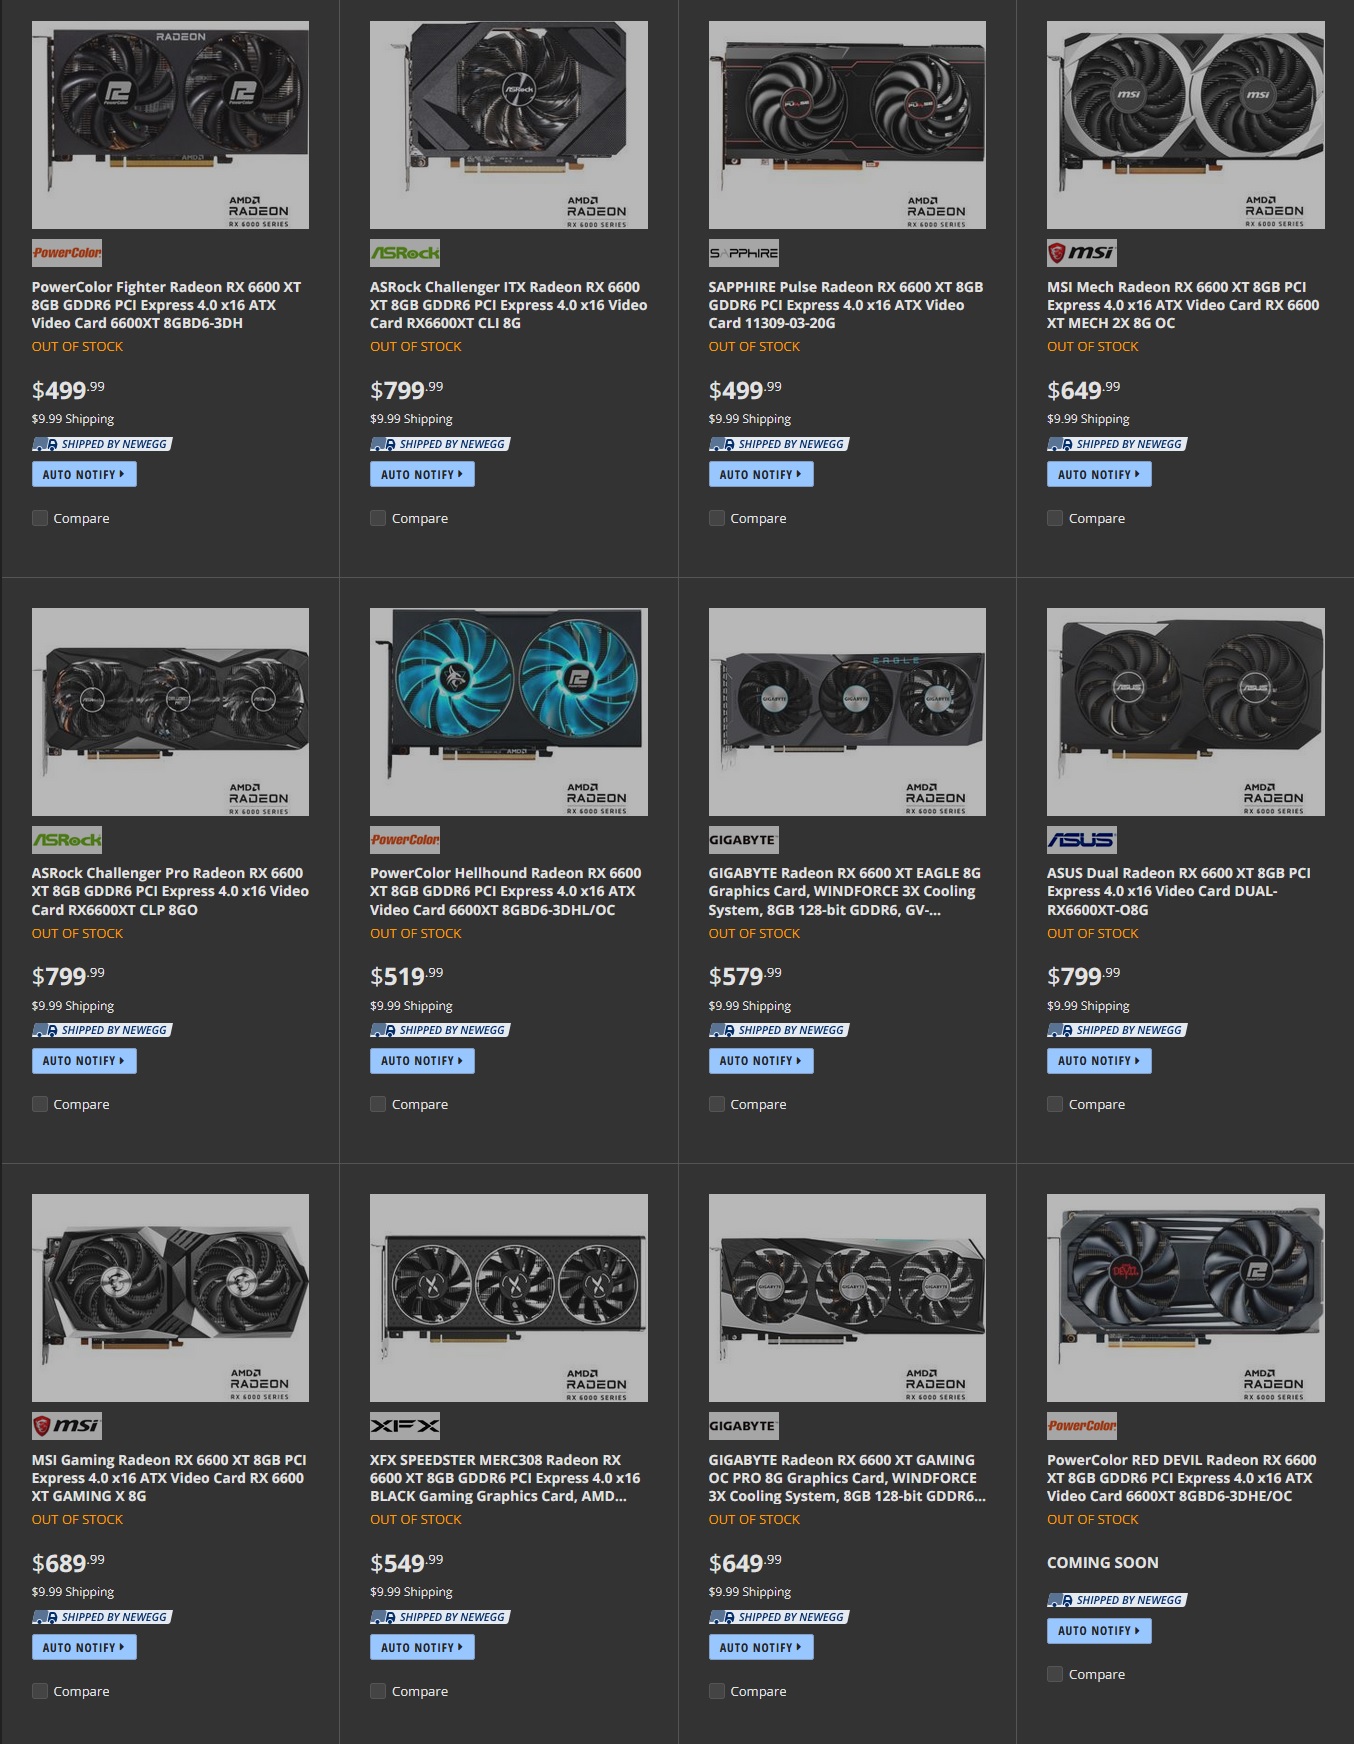 RADEON
PowerColor
PowerColor
AMD
AMD
RADEON
RX 6000 SERIES
PowerColor
PowerColor Fighter Radeon RX 6600 XT
8GB GDDR6 PCI Express 4.0 x16 ATX
Video Card 6600XT 8GBD6-3DH
OUT OF STOCK
$499.99
$9.99 Shipping
SHIPPED BY NEWEGG
AUTO NOTIFY
Compare
ASRock
AMD
RADEON
RX 6000 SERIES
ASRock
ASRock Challenger ITX Radeon RX 6600
XT 8GB GDDR6 PCI Express 4.0 x16 Video
Card RX6600XT CLI 8G
OUT OF STOCK
$799.99
$9.99 Shipping
SHIPPED BY NEWEGG
AUTO NOTIFY
Compare
AMD
RADEON
RX 6000 SERIES
SAPPHIRE
SAPPHIRE Pulse Radeon RX 6600 XT 8GB
GDDR6 PCI Express 4.0 x16 ATX Video
Card 11309-03-20G
OUT OF STOCK
$499.99
$9.99 Shipping
SHIPPED BY NEWEGG
AUTO NOTIFY
Compare
msi
msi
AMD
RADEON
RX 6000 SERIES
msi
MSI Mech Radeon RX 6600 XT 8GB PCI
Express 4.0 x16 ATX Video Card RX 6600
XT MECH 2X 8G OC
OUT OF STOCK
$649.99
$9.99 Shipping
SHIPPED BY NEWEGG
AUTO NOTIFY
Compare
ASRock
ASRock
AMD
RADEON
RX 6000 SERIES
ASRock
ASRock Challenger Pro Radeon RX 6600
XT 8GB GDDR6 PCI Express 4.0 x16 Video
Card RX6600XT CLP 8GO
OUT OF STOCK
$799.99
$9.99 Shipping
SHIPPED BY NEWEGG
AUTO NOTIFY
Compare
PowerColor
AMD
AMD
RADEON
RX 6000 SERIES
PowerColor
PowerColor Hellhound Radeon RX 6600
XT 8GB GDDR6 PCI Express 4.0 x16 ATX
Video Card 6600XT 8GBD6-3DHL/OC
OUT OF STOCK
$519.99
$9.99 Shipping
SHIPPED BY NEWEGG
AUTO NOTIFY
Compare
EAGLE
GIGABYTE
GIGABYTE
GIGABYTE
AMD
RADEON
RX 6000 SERIES
GIGABYTE
GIGABYTE Radeon RX 6600 XT EAGLE 8G
Graphics Card, WINDFORCE 3X Cooling
System, 8GB 128-bit GDDR6, GV-...
OUT OF STOCK
$579.99
$9.99 Shipping
SHIPPED BY NEWEGG
AUTO NOTIFY
Compare
ASUS
ASUS
AMD
RADEON
RX 6000 SERIES
ASUS
ASUS Dual Radeon RX 6600 XT 8GB PCI
Express 4.0 x16 Video Card DUAL-
RX6600XT-O8G
OUT OF STOCK
$799.99
$9.99 Shipping
SHIPPED BY NEWEGG
AUTO NOTIFY
Compare
AMD
RADEON
RX 6000 SERIES
msi
MSI Gaming Radeon RX 6600 XT 8GB PCI
Express 4.0 x16 ATX Video Card RX 6600
XT GAMING X 8G
OUT OF STOCK
$689.99
$9.99 Shipping
SHIPPED BY NEWEGG
AUTO NOTIFY
Compare
AMD
RADEON
RX 6000 SERIES
XFX
XFX SPEEDSTER MERC308 Radeon RX
6600 XT 8GB GDDR6 PCI Express 4.0 x16
BLACK Gaming Graphics Card, AMD...
OUT OF STOCK
$549.99
$9.99 Shipping
SHIPPED BY NEWEGG
AUTO NOTIFY
Compare
GIGABYTE
GIGABYTE
GIGABYTE
AMD
RADEON
RX 6000 SERIES
GIGABYTE
GIGABYTE Radeon RX 6600 XT GAMING
OC PRO 8G Graphics Card, WINDFORCE
3X Cooling System, 8GB 128-bit GDDR6...
OUT OF STOCK
$649.99
$9.99 Shipping
SHIPPED BY NEWEGG
AUTO NOTIFY
Compare
DEVIL
AMD
RADEON
RX 6000 SERIES
PowerColor
PowerColor RED DEVIL Radeon RX 6600
XT 8GB GDDR6 PCI Express 4.0 x16 ATX
Video Card 6600XT 8GBD6-3DHE/OC
OUT OF STOCK
COMING SOON
SHIPPED BY NEWEGG
AUTO NOTIFY
Compare